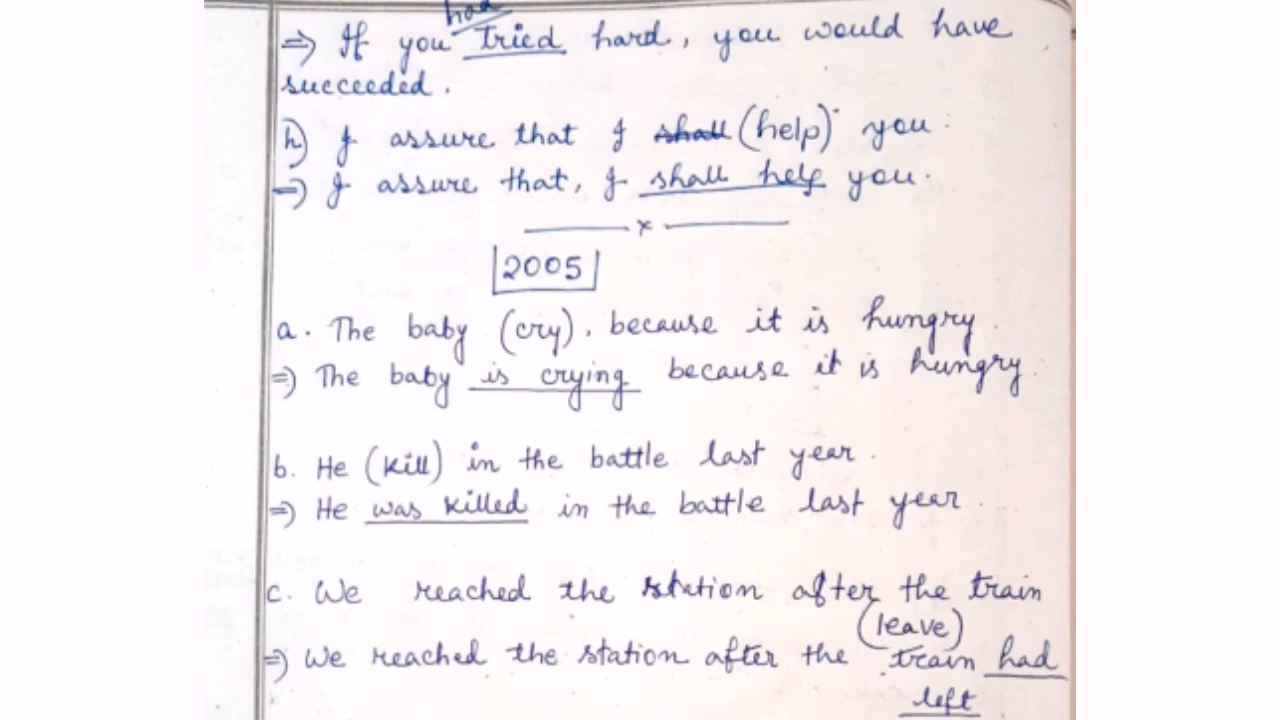 had
⇒ If you tried hard, you would have
succeeded.
h) I assure that I shall (help) you.
⇒ I assure that, I shall help you.
x
2005
a. The baby (cry), because it is hungry.
⇒ The baby is crying because it is hungry.
b. He (kill) in the battle last year.
⇒ He was killed in the battle last year.
c. We reached the station after the train
(leave)
⇒ We reached the station after the train had
left